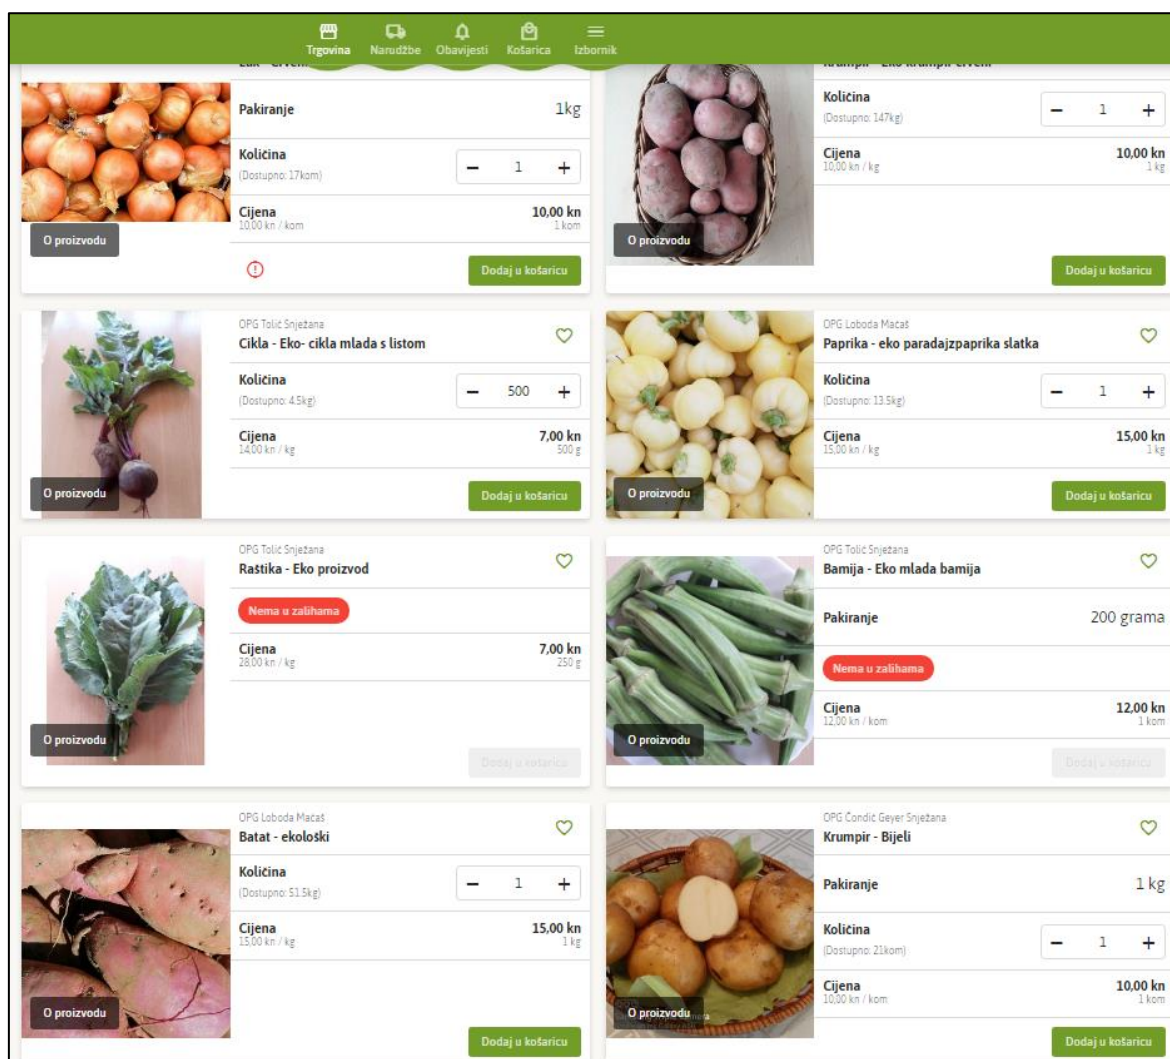 Trgovina
Narudžbe
Obavijesti
Košarica
Izbornik
Pakiranje 1kg
Količina
(Dostupno: 17kom)
− 1 +
Cijena 10,00 kn
10,00 kn / kom 1 kom
O proizvodu
Dodaj u košaricu
Količina
(Dostupno: 147kg)
− 1 +
Cijena 10,00 kn
10,00 kn / kg 1 kg
O proizvodu
Dodaj u košaricu
OPG Tolić Snježana
Cikla - Eko- cikla mlada s listom
Količina
(Dostupno: 4.5kg)
− 500 +
Cijena 7,00 kn
14,00 kn / kg 500 g
O proizvodu
Dodaj u košaricu
OPG Loboda Macaš
Paprika - eko paradajzpaprika slatka
Količina
(Dostupno: 13.5kg)
− 1 +
Cijena 15,00 kn
15,00 kn / kg 1 kg
O proizvodu
Dodaj u košaricu
OPG Tolić Snježana
Raštika - Eko proizvod
Nema u zalihama
Cijena 7,00 kn
28,00 kn / kg 250 g
O proizvodu
Dodaj u košaricu
OPG Tolić Snježana
Bamija - Eko mlada bamija
Pakiranje 200 grama
Nema u zalihama
Cijena 12,00 kn
12,00 kn / kom 1 kom
O proizvodu
Dodaj u košaricu
OPG Loboda Macaš
Batat - ekološki
Količina
(Dostupno: 51.5kg)
− 1 +
Cijena 15,00 kn
15,00 kn / kg 1 kg
O proizvodu
Dodaj u košaricu
OPG Čondić Geyer Snježana
Krumpir - Bijeli
Pakiranje 1 kg
Količina
(Dostupno: 21kom)
− 1 +
Cijena 10,00 kn
10,00 kn / kom 1 kom
O proizvodu
Dodaj u košaricu